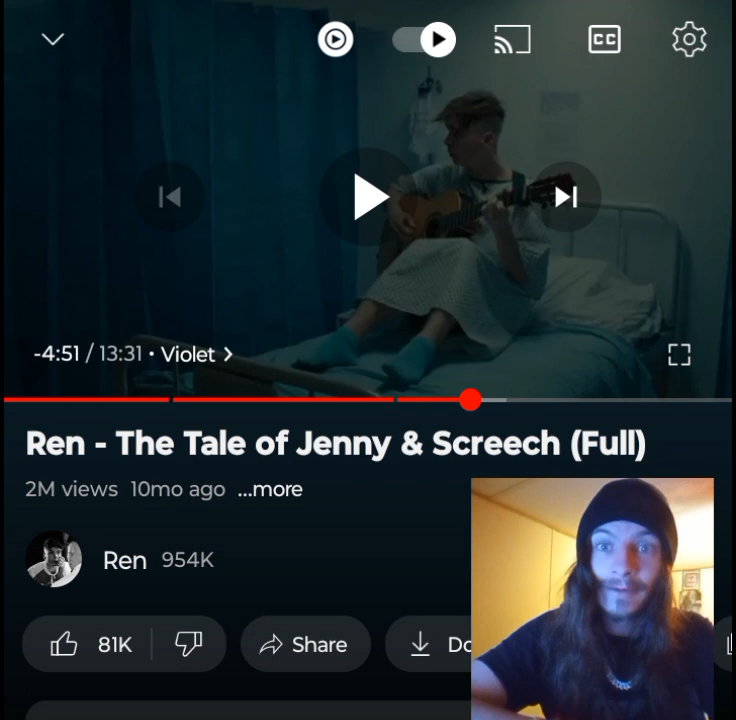 CC
-4:51 / 13:31 • Violet >
Ren - The Tale of Jenny & Screech (Full)
2M views 10mo ago ...more
Ren 954K
81K Share Do